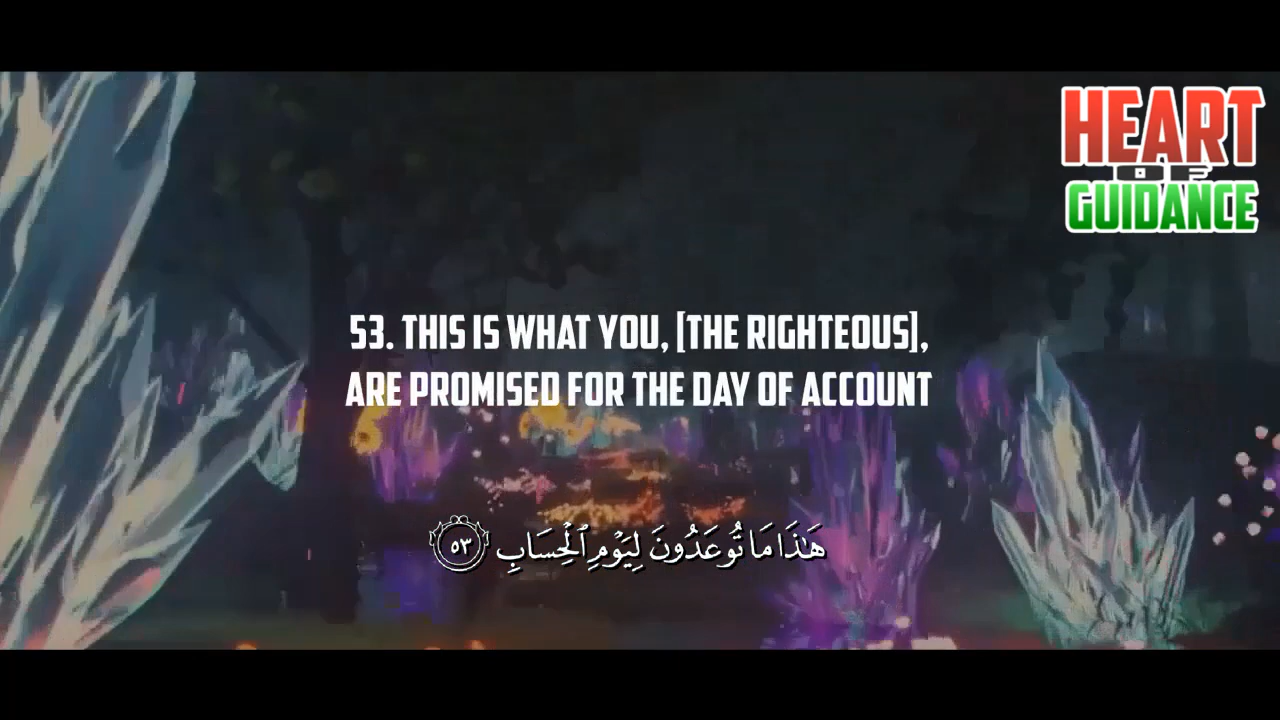 HEART
OF
GUIDANCE
53. THIS IS WHAT YOU, [THE RIGHTEOUS],
ARE PROMISED FOR THE DAY OF ACCOUNT
هَـٰذَا مَا تُوعَدُونَ لِيَوْمِ ٱلْحِسَابِ ٥٣